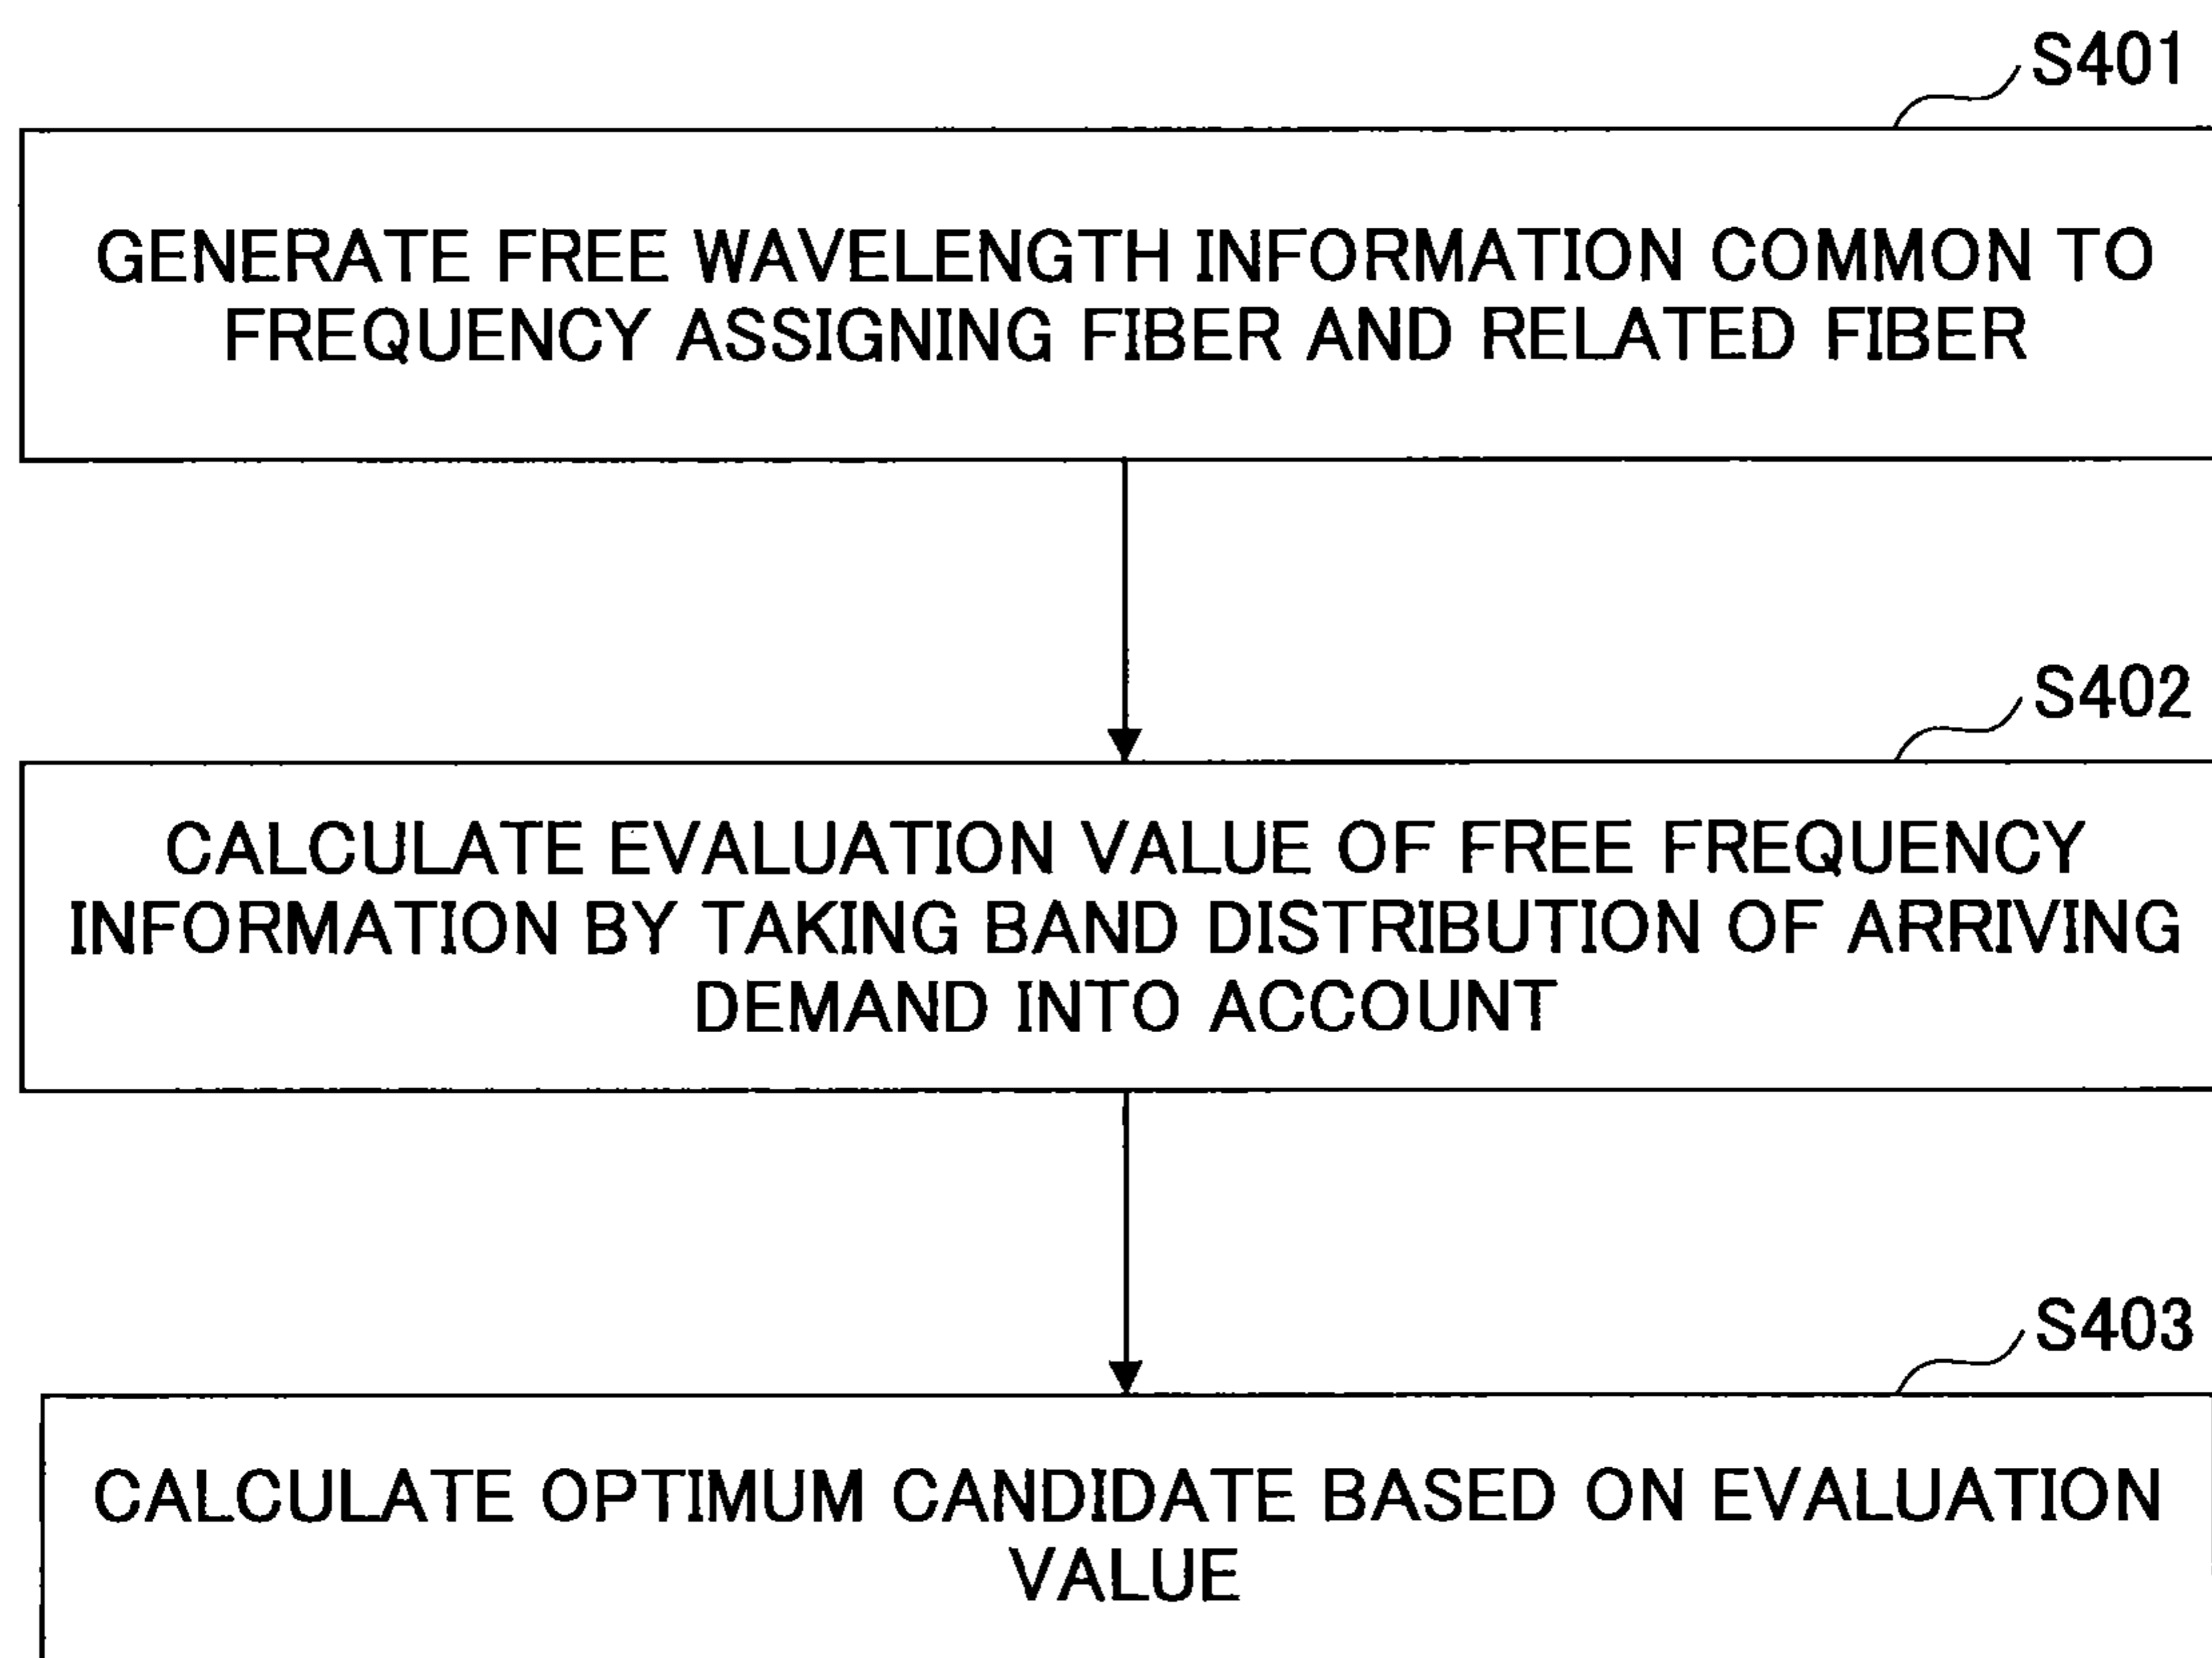 S401
GENERATE FREE WAVELENGTH INFORMATION COMMON TO
FREQUENCY ASSIGNING FIBER AND RELATED FIBER
S402
CALCULATE EVALUATION VALUE OF FREE FREQUENCY
INFORMATION BY TAKING BAND DISTRIBUTION OF ARRIVING
DEMAND INTO ACCOUNT
S403
CALCULATE OPTIMUM CANDIDATE BASED ON EVALUATION
VALUE